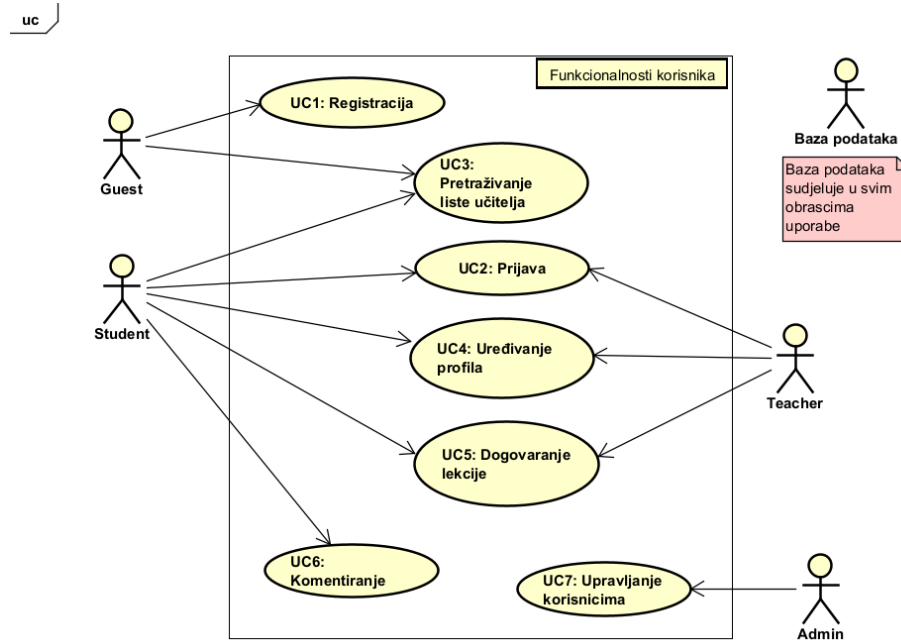 uc
Funkcionalnosti korisnika
UC1: Registracija
Guest
UC3:
Pretraživanje
liste učitelja
Baza podataka
Baza podataka
sudjeluje u svim
obrascima
uporabe
UC2: Prijava
Student
UC4: Uređivanje
profila
Teacher
UC5: Dogovaranje
lekcije
UC6:
Komentiranje
UC7: Upravljanje
korisnicima
Admin